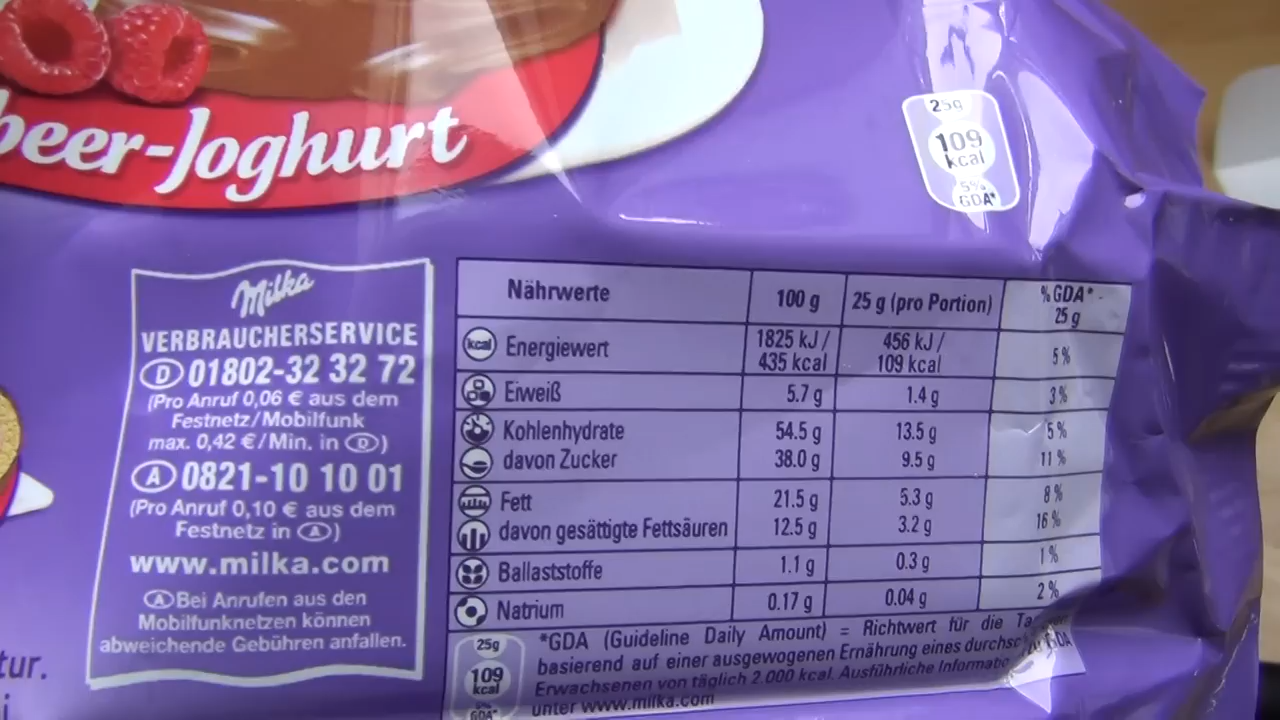 beer-Joghurt
25g
109
kcal
5%
GDA*
Milka
VERBRAUCHERSERVICE
D 01802-32 32 72
(Pro Anruf 0,06 € aus dem
Festnetz/Mobilfunk
max. 0,42 €/Min. in D)
A 0821-10 10 01
(Pro Anruf 0,10 € aus dem
Festnetz in A)
www.milka.com
A Bei Anrufen aus den
Mobilfunknetzen können
abweichende Gebühren anfallen.
Nährwerte 100 g 25 g (pro Portion) % GDA* - 25 g
kcal Energiewert 1825 kJ / 435 kcal 456 kJ / 109 kcal 5 %
Eiweiß 5.7 g 1.4 g 3 %
Kohlenhydrate 54.5 g 13.5 g 5 %
davon Zucker 38.0 g 9.5 g 11 %
Fett 21.5 g 5.3 g 8 %
davon gesättigte Fettsäuren 12.5 g 3.2 g 16 %
Ballaststoffe 1.1 g 0.3 g 1 %
Natrium 0.17 g 0.04 g 2 %
25g
109
kcal
5%
GDA*
*GDA (Guideline Daily Amount) = Richtwert für die Ta
basierend auf einer ausgewogenen Ernährung eines durchsc
Erwachsenen von täglich 2.000 kcal. Ausführliche Informatio
unter www.milka.com
tur.